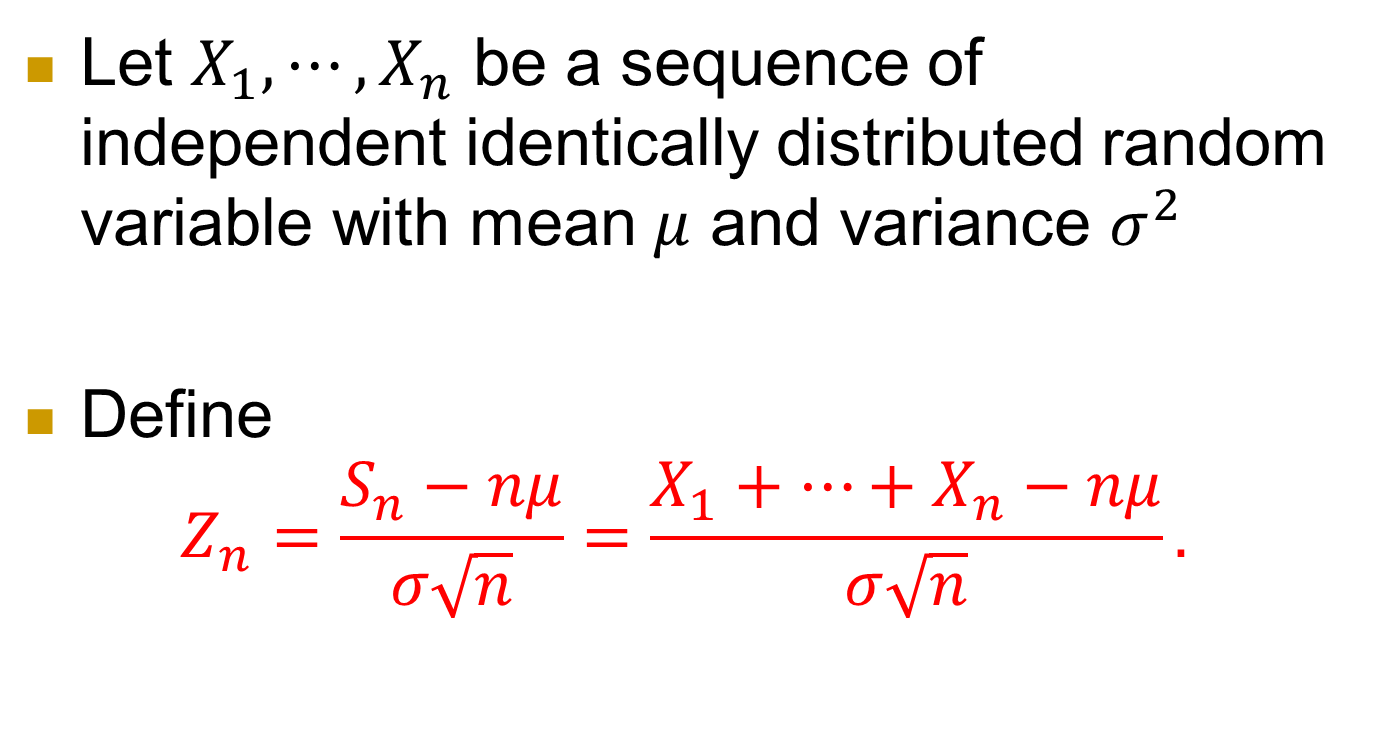 ■ Let X₁, ⋯ , Xₙ be a sequence of
independent identically distributed random
variable with mean μ and variance σ²
■ Define
Zₙ = (Sₙ − nμ)/(σ√n) = (X₁ + ⋯ + Xₙ − nμ)/(σ√n) .